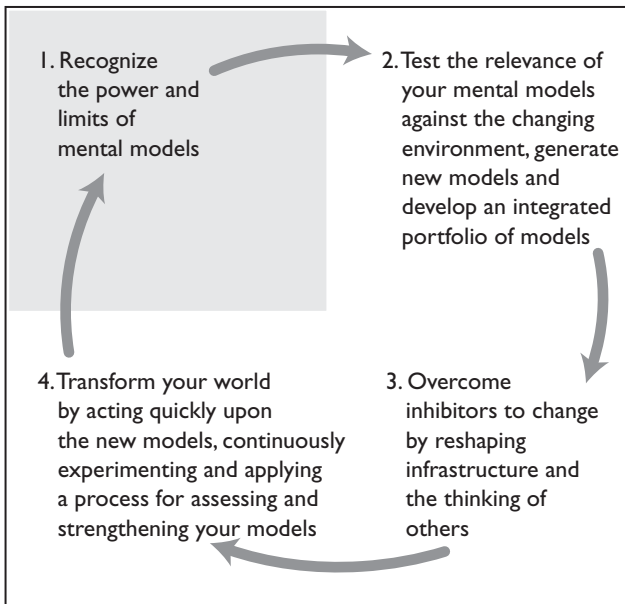 1. Recognize
the power and
limits of
mental models
2. Test the relevance of
your mental models
against the changing
environment, generate
new models and
develop an integrated
portfolio of models
3. Overcome
inhibitors to change
by reshaping
infrastructure and
the thinking of
others
4. Transform your world
by acting quickly upon
the new models, continuously
experimenting and applying
a process for assessing and
strengthening your models